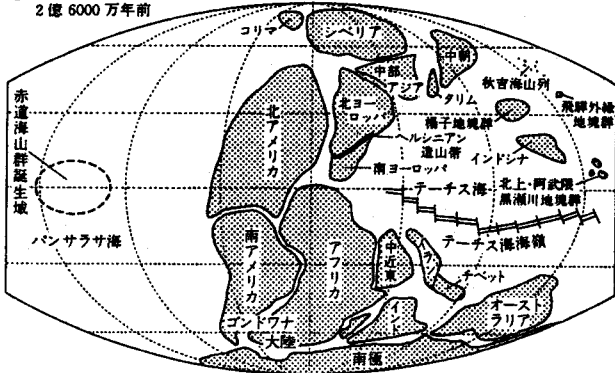 2億6000万年前
コリマ
シベリア
中朝
中部
アジア
タリム
秋吉海山列
飛騨外縁
地塊群
揚子地塊群
北ヨー
ロッパ
ルシニアン
造山帯
南ヨーロッパ
インドシナ
北上・阿武隈
黒瀬川地塊群
赤道海山群誕生域
北アメリカ
テーチス海
テーチス海海嶺
パンサラサ海
南アメリカ
アフリカ
中近東
チベット
オースト
ラリア
インド
ゴンドワナ
大陸
南極